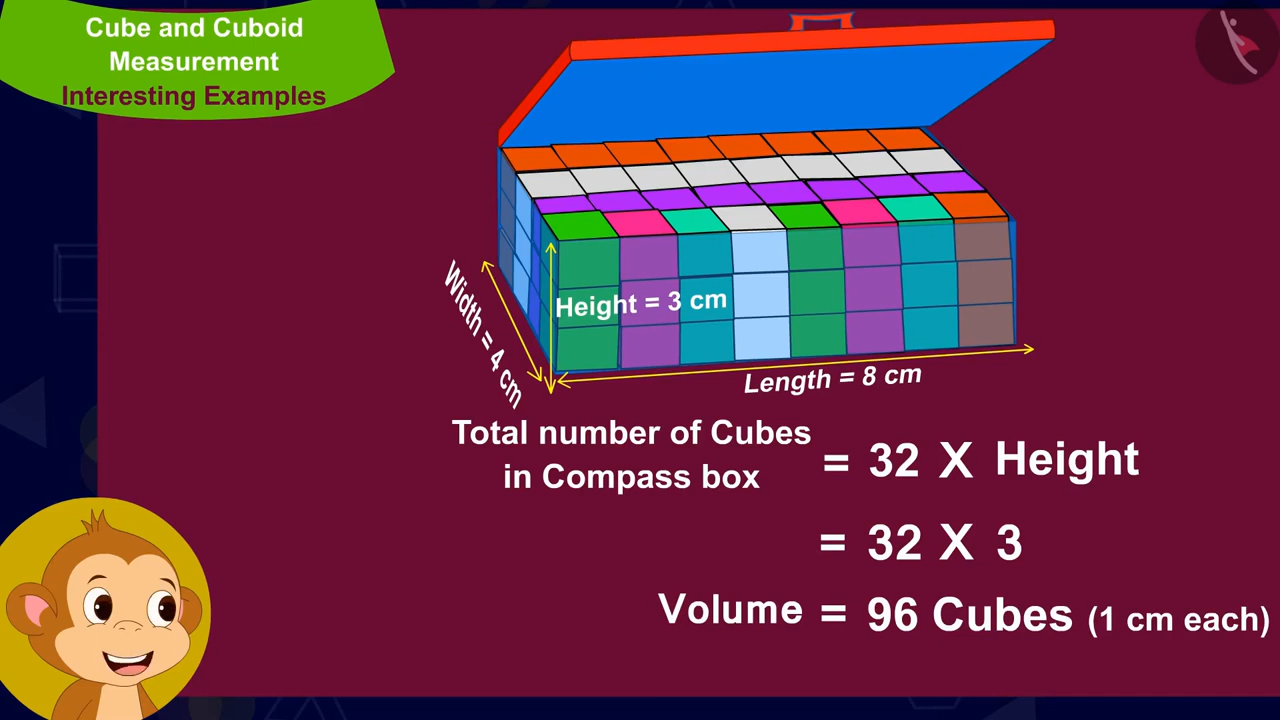 Cube and Cuboid
Measurement
Interesting Examples
Height = 3 cm
Width = 4 cm
Length = 8 cm
Total number of Cubes
in Compass box
= 32 X Height
= 32 X 3
Volume = 96 Cubes (1 cm each)